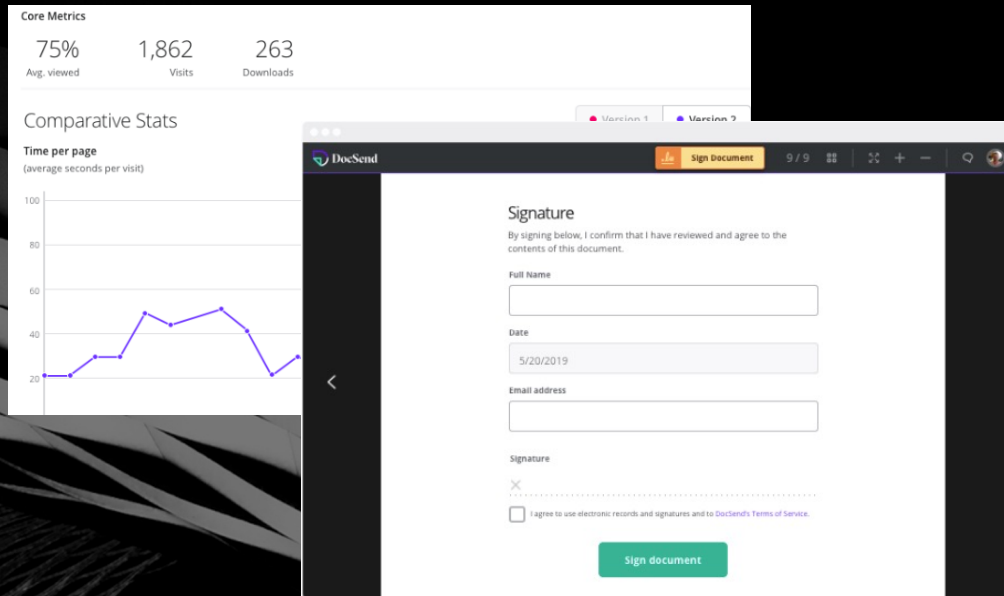 Core Metrics
75%
1,862
263
Avg. viewed
Visits
Downloads
Comparative Stats
Version 1
Version 2
Time per page
(average seconds per visit)
100
80
60
40
20
DocSend
Sign Document
9 / 9
Signature
By signing below, I confirm that I have reviewed and agree to the
contents of this document.
Full Name
Date
5/20/2019
Email address
Signature
I agree to use electronic records and signatures and to DocSend's Terms of Service.
Sign document